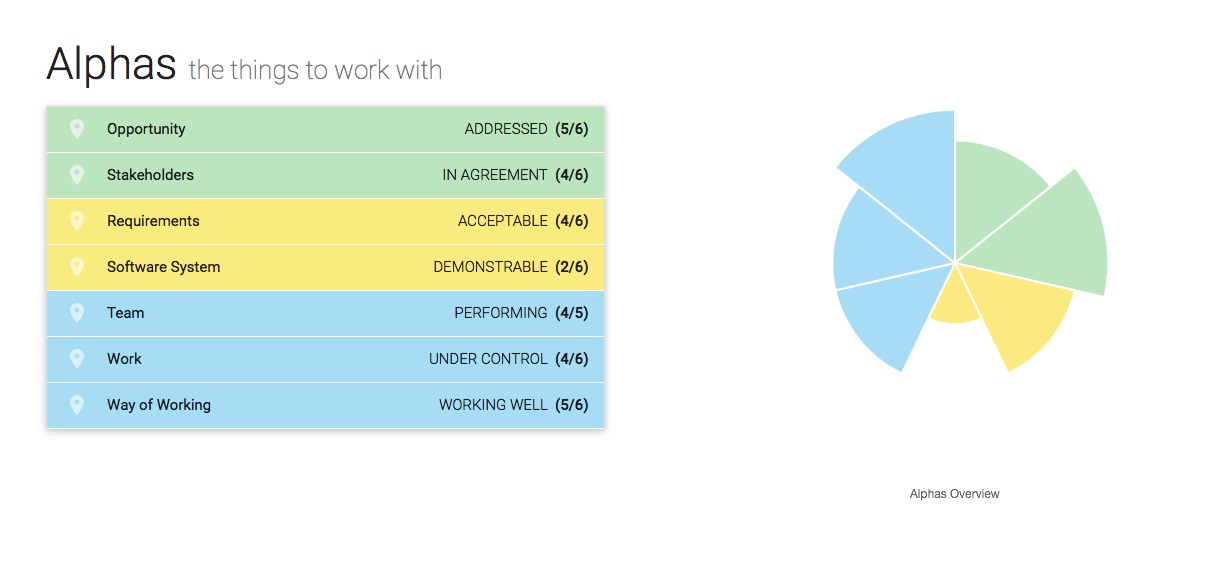 Alphas the things to work with
Opportunity ADDRESSED (5/6)
Stakeholders IN AGREEMENT (4/6)
Requirements ACCEPTABLE (4/6)
Software System DEMONSTRABLE (2/6)
Team PERFORMING (4/5)
Work UNDER CONTROL (4/6)
Way of Working WORKING WELL (5/6)
Alphas Overview